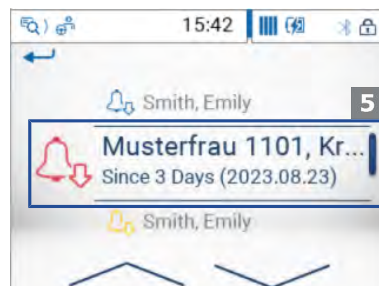 15:42
Smith, Emily
5
Musterfrau 1101, Kr...
Since 3 Days (2023.08.23)
Smith, Emily